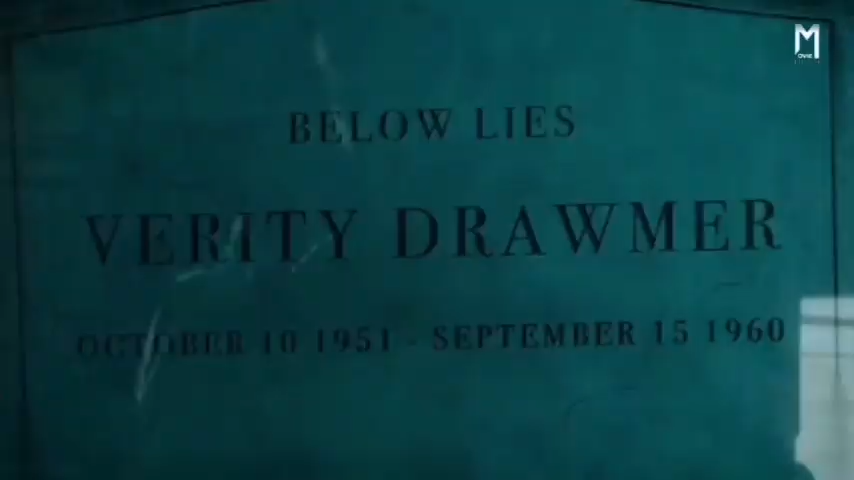 M
BELOW LIES
VERITY DRAWMER
OCTOBER 10 1951 - SEPTEMBER 15 1960